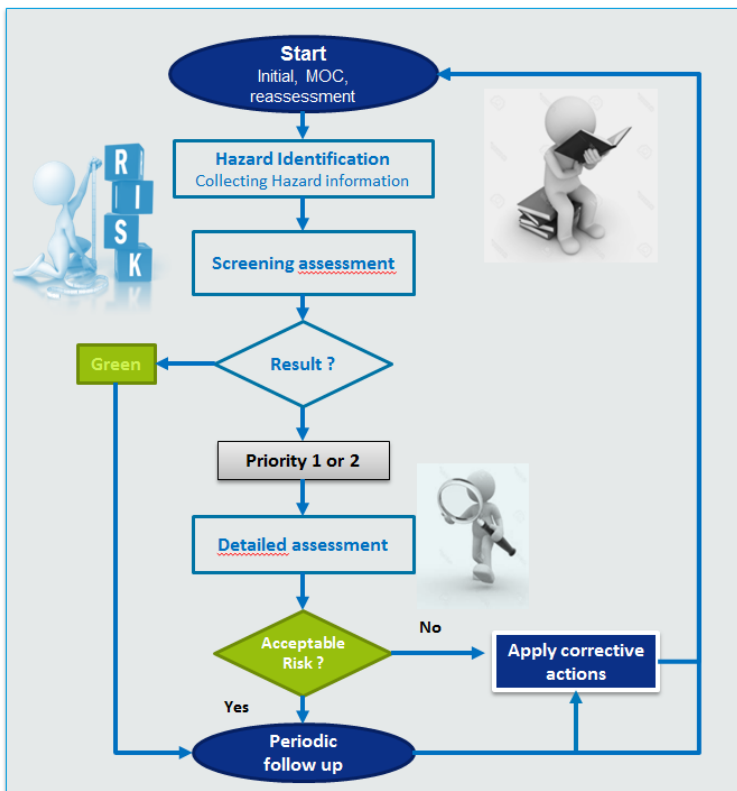 Start
Initial, MOC,
reassessment
Hazard Identification
Collecting Hazard information
R
I
S
K
Screening assessment
Green
Result ?
Priority 1 or 2
Detailed assessment
Acceptable
Risk ?
No
Apply corrective
actions
Yes
Periodic
follow up